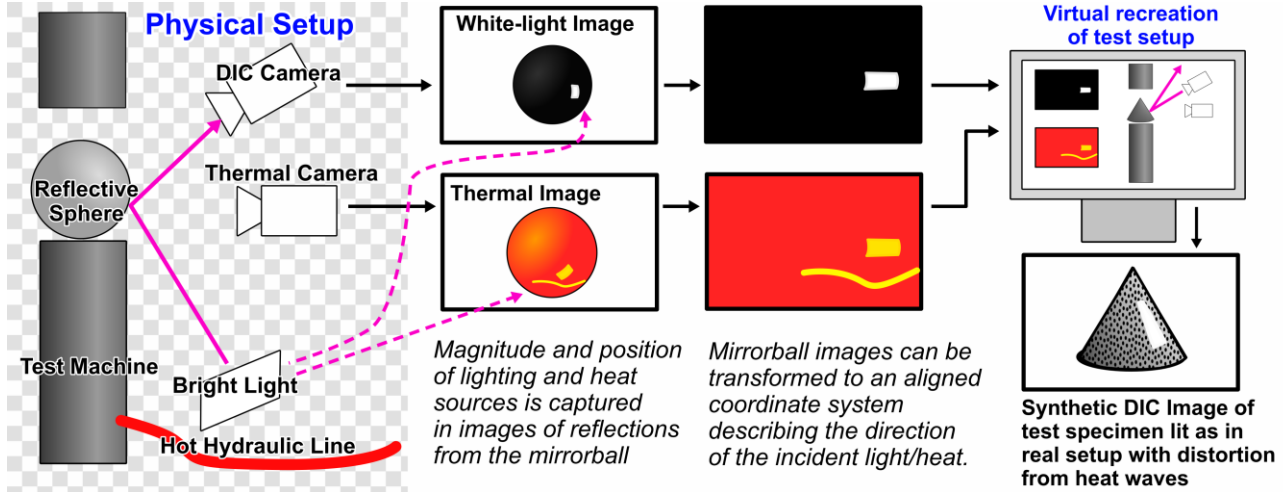 Physical Setup
DIC Camera
Reflective
Sphere
Thermal Camera
Test Machine
Bright Light
Hot Hydraulic Line
White-light Image
Thermal Image
Magnitude and position
of lighting and heat
sources is captured
in images of reflections
from the mirrorball
Mirrorball images can be
transformed to an aligned
coordinate system
describing the direction
of the incident light/heat.
Virtual recreation
of test setup
Synthetic DIC Image of
test specimen lit as in
real setup with distortion
from heat waves